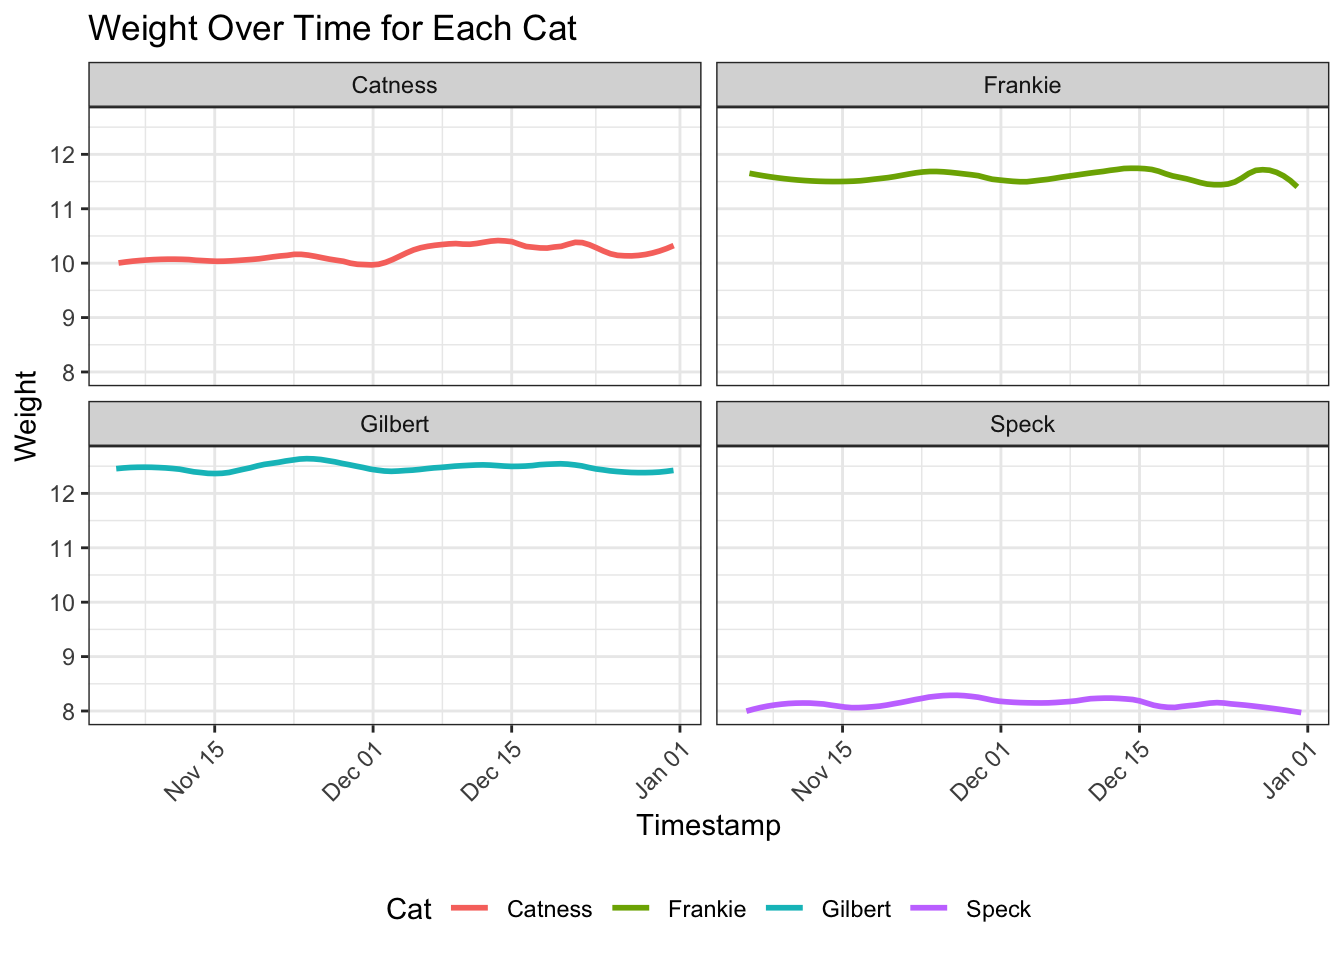 Weight Over Time for Each Cat
Catness Frankie
12
11
10
9
8
Gilbert Speck
12
11
10
9
8
Weight
Nov 15 Dec 01 Dec 15 Jan 01 Nov 15 Dec 01 Dec 15 Jan 01
Timestamp
Cat Catness Frankie Gilbert Speck